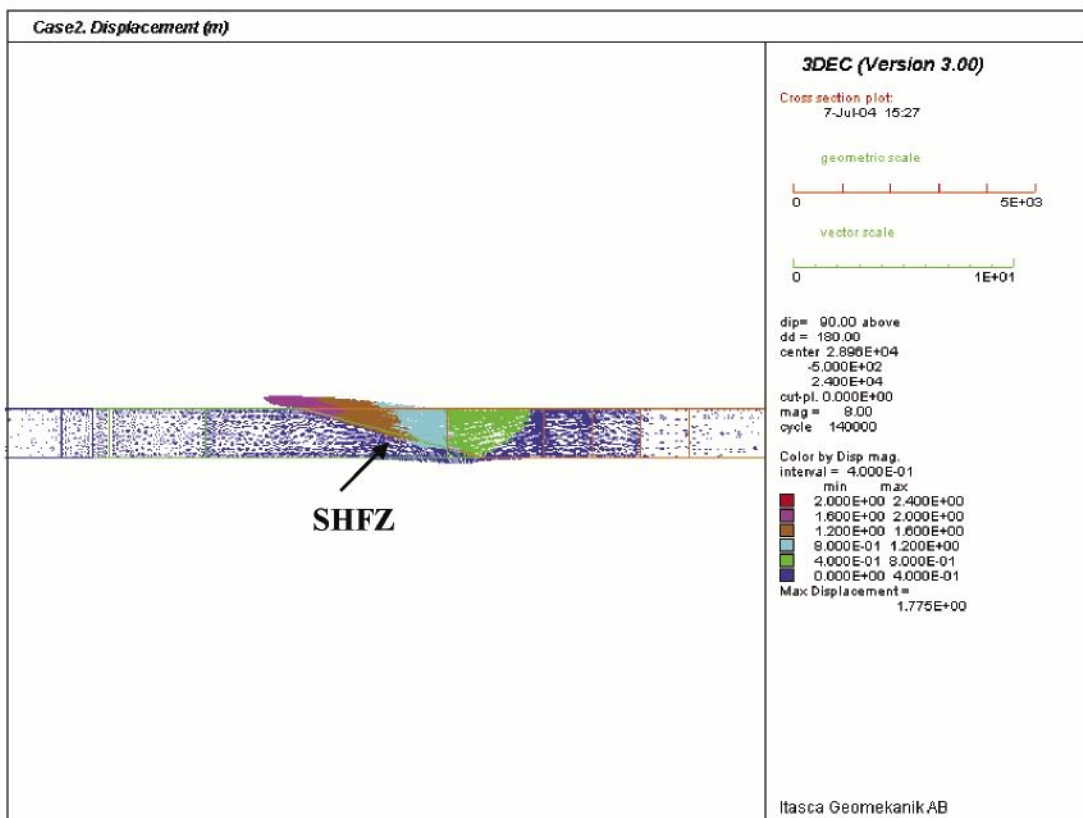 Case2. Displacement (m)
SHFZ
3DEC (Version 3.00)
Cross section plot:
7-Jul-04 15:27
geometric scale
0 5E+03
vector scale
0 1E+01
dip= 90.00 above
dd = 180.00
center 2.896E+04
-5.000E+02
2.400E+04
cut-pl. 0.000E+00
mag = 8.00
cycle 140000
Color by Disp mag.
interval = 4.000E-01
min max
2.000E+00 2.400E+00
1.600E+00 2.000E+00
1.200E+00 1.600E+00
8.000E-01 1.200E+00
4.000E-01 8.000E-01
0.000E+00 4.000E-01
Max Displacement =
1.775E+00
Itasca Geomekanik AB